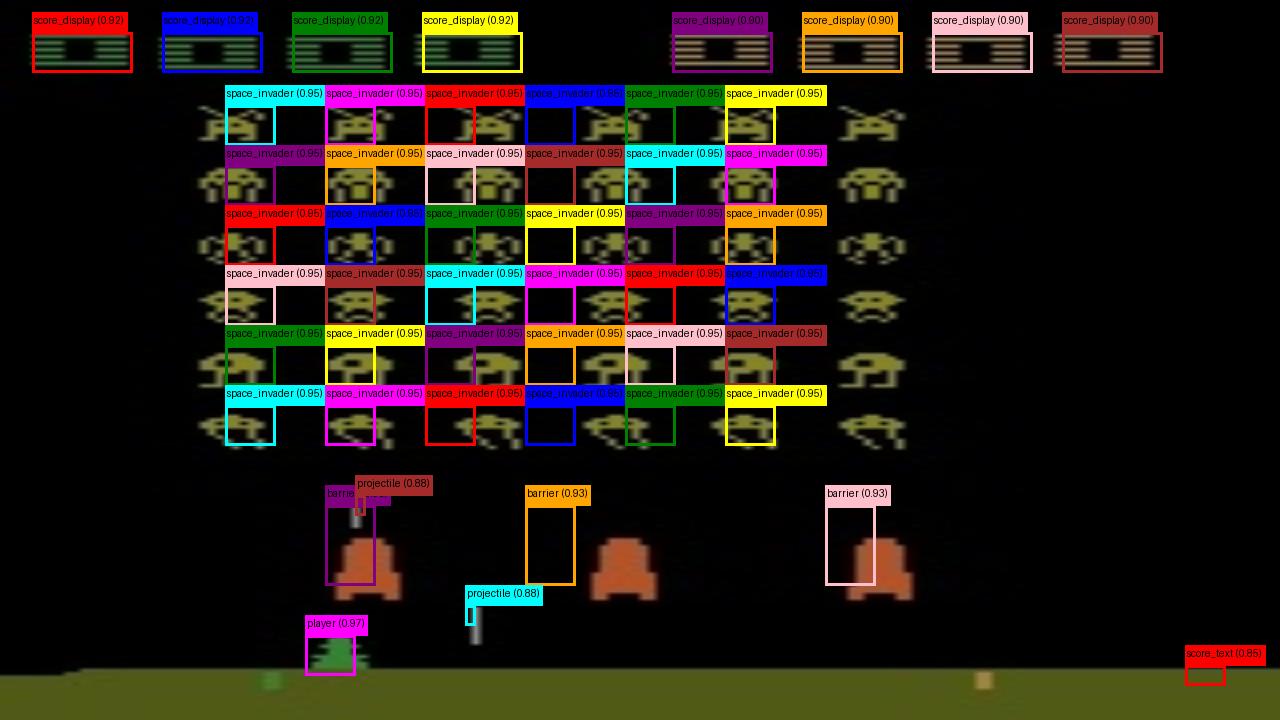 score_display (0.92) score_display (0.92) score_display (0.92) score_display (0.92) score_display (0.90) score_display (0.90) score_display (0.90) score_display (0.90)
space_invader (0.95) space_invader (0.95) space_invader (0.95) space_invader (0.95) space_invader (0.95) space_invader (0.95)
space_invader (0.95) space_invader (0.95) space_invader (0.95) space_invader (0.95) space_invader (0.95) space_invader (0.95)
space_invader (0.95) space_invader (0.95) space_invader (0.95) space_invader (0.95) space_invader (0.95) space_invader (0.95)
space_invader (0.95) space_invader (0.95) space_invader (0.95) space_invader (0.95) space_invader (0.95) space_invader (0.95)
space_invader (0.95) space_invader (0.95) space_invader (0.95) space_invader (0.95) space_invader (0.95) space_invader (0.95)
space_invader (0.95) space_invader (0.95) space_invader (0.95) space_invader (0.95) space_invader (0.95) space_invader (0.95)
projectile (0.88)
barrier (0.93) barrier (0.93)
projectile (0.88)
player (0.97)
score_text (0.85)